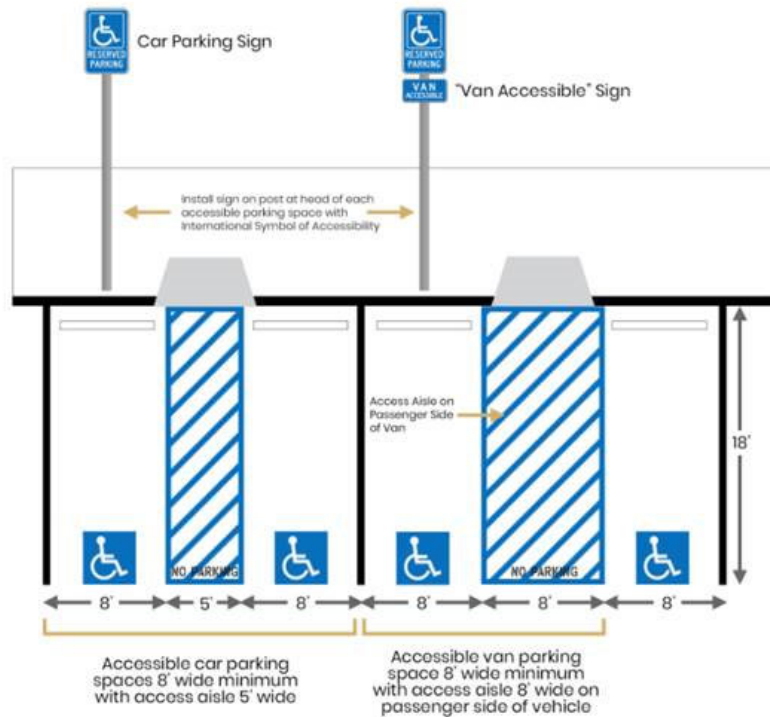 RESERVED
PARKING
Car Parking Sign
RESERVED
PARKING
VAN
ACCESSIBLE
"Van Accessible" Sign
Install sign on post at head of each
accessible parking space with
International Symbol of Accessibility
Access Aisle on
Passenger Side
of Van
18'
NO PARKING
NO PARKING
8'
5'
8'
8'
8'
8'
Accessible car parking
spaces 8' wide minimum
with access aisle 5' wide
Accessible van parking
space 8' wide minimum
with access aisle 8' wide on
passenger side of vehicle